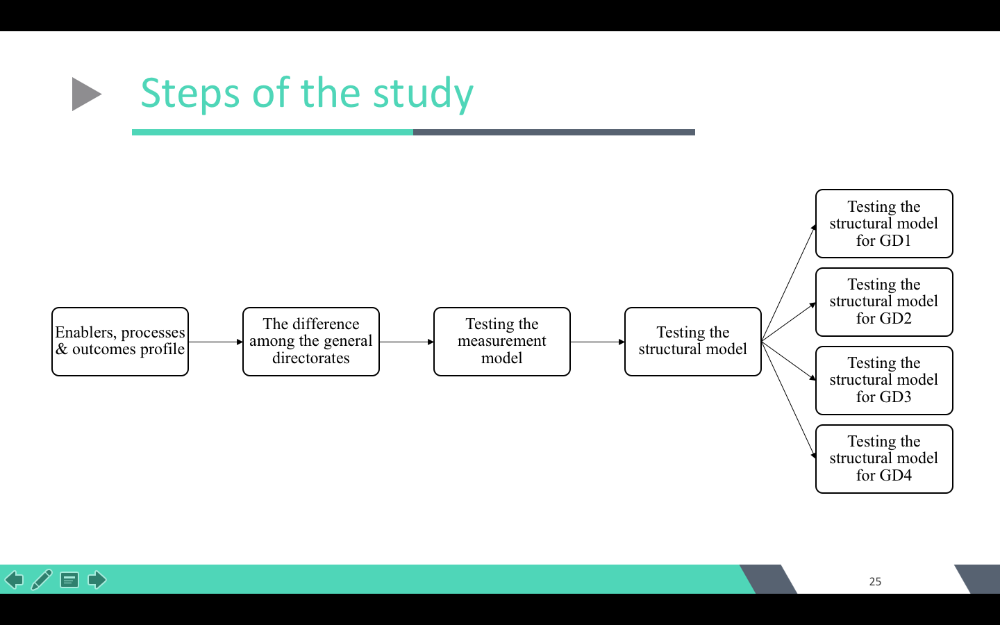 Steps of the study
Enablers, processes
& outcomes profile
The difference
among the general
directorates
Testing the
measurement
model
Testing the
structural model
Testing the
structural model
for GD1
Testing the
structural model
for GD2
Testing the
structural model
for GD3
Testing the
structural model
for GD4
25